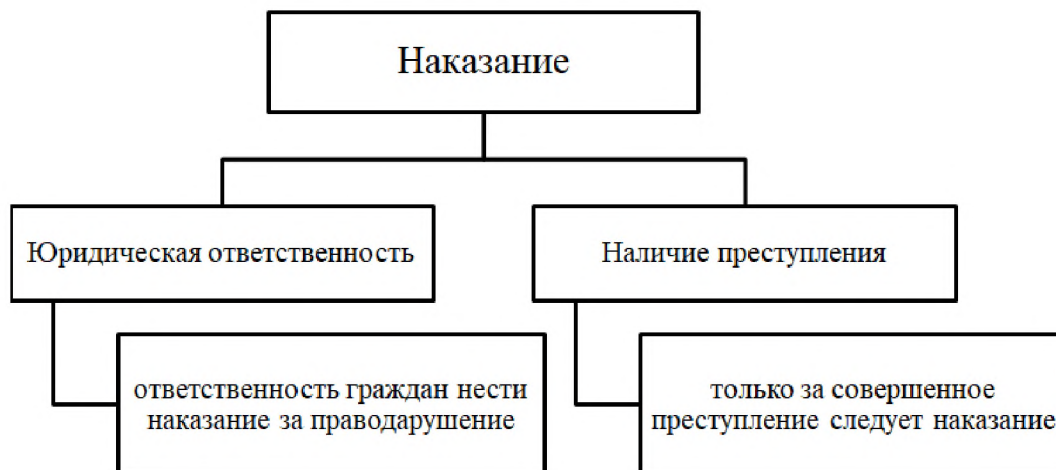 Наказание
Юридическая ответственность
Наличие преступления
ответственность граждан нести
наказание за праводарушение
только за совершенное
преступление следует наказание